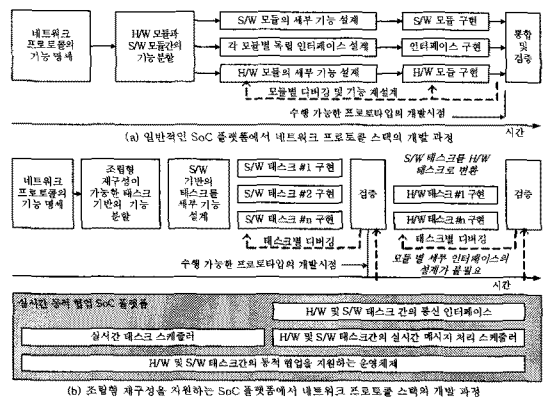 네트워크
프로토콜의
기능 명세
H/W 모듈과
S/W 모듈간의
기능 분할
S/W 모듈의 세부 기능 설계
각 모듈별 독립 인터페이스 설계
H/W 모듈의 세부 기능 설계
S/W 모듈 구현
인터페이스 구현
H/W 모듈 구현
통합
및
검증
모듈별 디버깅 및 기능 재설계
수행 가능한 프로토타입의 개발시점
시간
(a) 일반적인 SoC 플랫폼에서 네트워크 프로토콜 스택의 개발 과정
네트워크
프로토콜의
기능 명세
조립형
재구성이
가능한 태스크
기반의 기능
분할
S/W
기반의
태스크를
세부 기능
설계
S/W 태스크 #1 구현
S/W 태스크 #2 구현
S/W 태스크 #n 구현
태스크별 디버깅
검증
S/W 태스크를 H/W
태스크로 변환
H/W 태스크 #1 구현
H/W 태스크 #n 구현
태스크별 디버깅
검증
수행 가능한 프로토타입의 개발시점
모듈 별 세부 인터페이스의
설계가 불필요
시간
실시간 동적 협업 SoC 플랫폼
H/W 및 S/W 태스크 간의 통신 인터페이스
실시간 태스크 스케쥴러
H/W 및 S/W 태스크간의 실시간 메시지 처리 스케쥴러
H/W 및 S/W 태스크간의 동적 협업을 지원하는 운영체제
(b) 조립형 재구성을 지원하는 SoC 플랫폼에서 네트워크 프로토콜 스택의 개발 과정